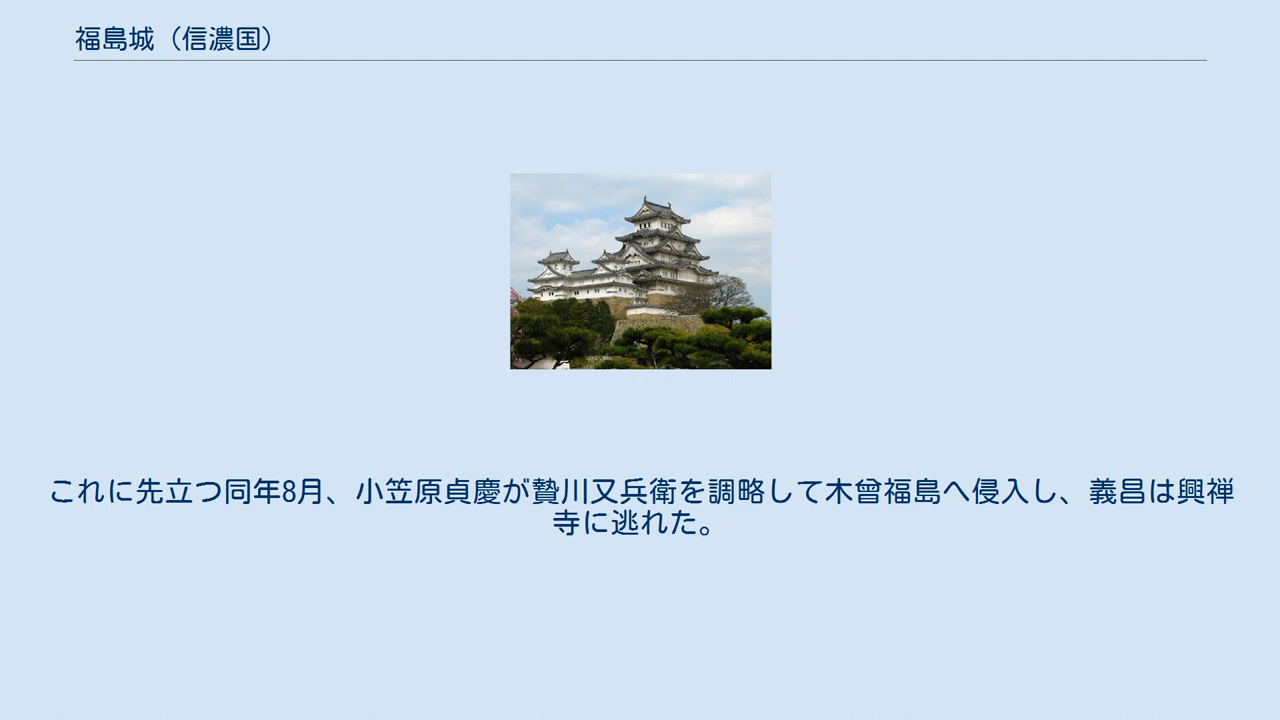 福島城（信濃国）
これに先立つ同年8月、小笠原貞慶が贄川又兵衛を調略して木曾福島へ侵入し、義昌は興禅
寺に逃れた。